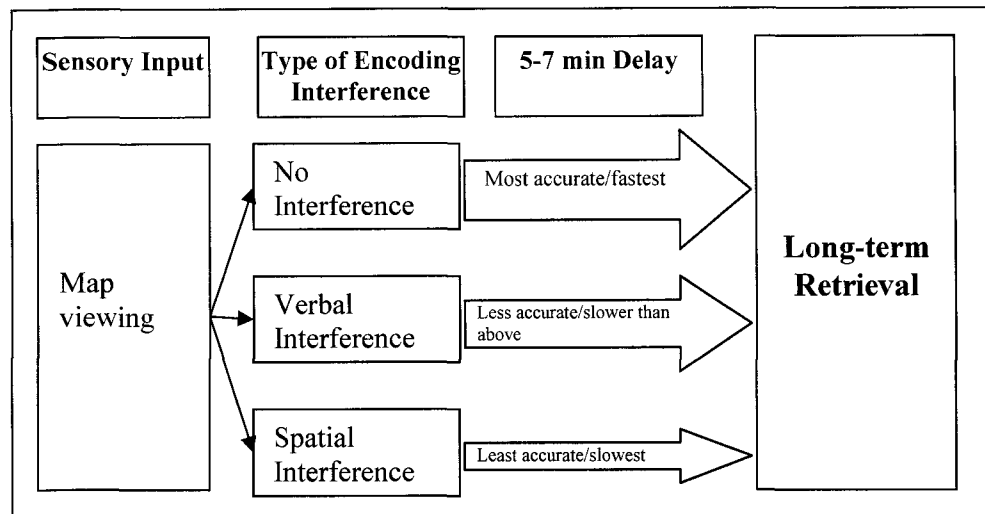 Sensory Input
Type of Encoding
Interference
5-7 min Delay
Map
viewing
No
Interference
Most accurate/fastest
Verbal
Interference
Less accurate/slower than
above
Spatial
Interference
Least accurate/slowest
Long-term
Retrieval